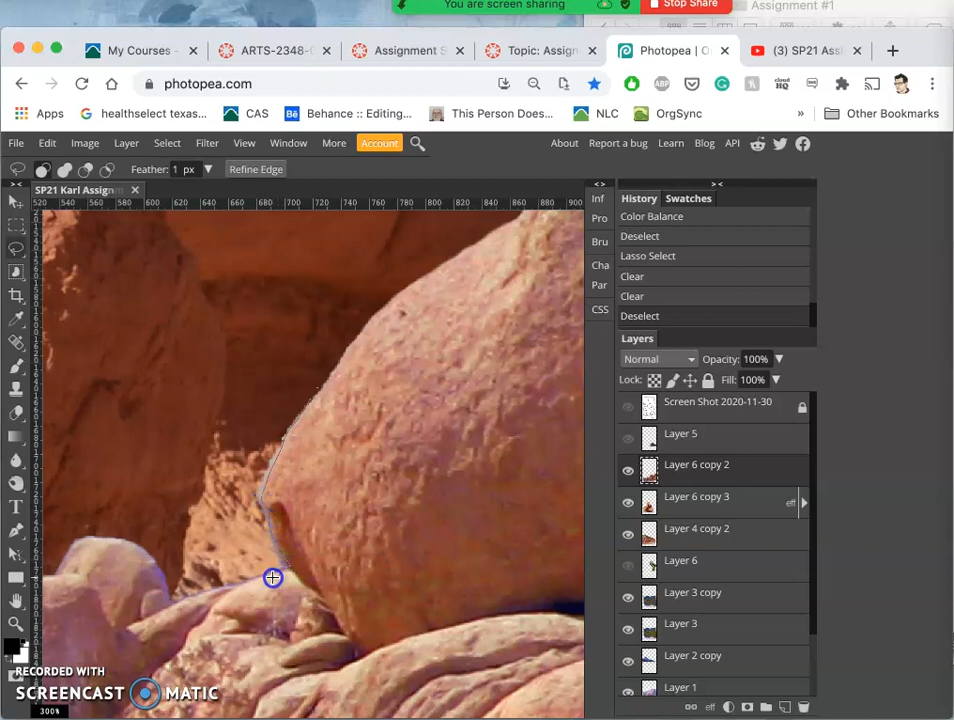 You are screen sharing
Stop Share
Assignment #1
My Courses -
ARTS-2348-
Assignment S
Topic: Assign
Photopea | O
(3) SP21 Assi
photopea.com
Apps
healthselect texas...
CAS
Behance :: Editing...
This Person Does...
NLC
OrgSync
»
Other Bookmarks
File Edit Image Layer Select Filter View Window More Account
About Report a bug Learn Blog API
Feather: 1 px
Refine Edge
SP21 Karl Assignm
520 540 560 580 600 620 640 660 680 700 720 740 760 780 800 820 840 860 880 900
Inf
Pro
Bru
Cha
Par
CSS
History Swatches
Color Balance
Deselect
Lasso Select
Clear
Clear
Deselect
Layers
Normal
Opacity: 100%
Lock:
Fill: 100%
Screen Shot 2020-11-30
Layer 5
Layer 6 copy 2
Layer 6 copy 3
eff
Layer 4 copy 2
Layer 6
Layer 3 copy
Layer 3
Layer 2 copy
Layer 1
eff
RECORDED WITH
SCREENCAST MATIC
300%